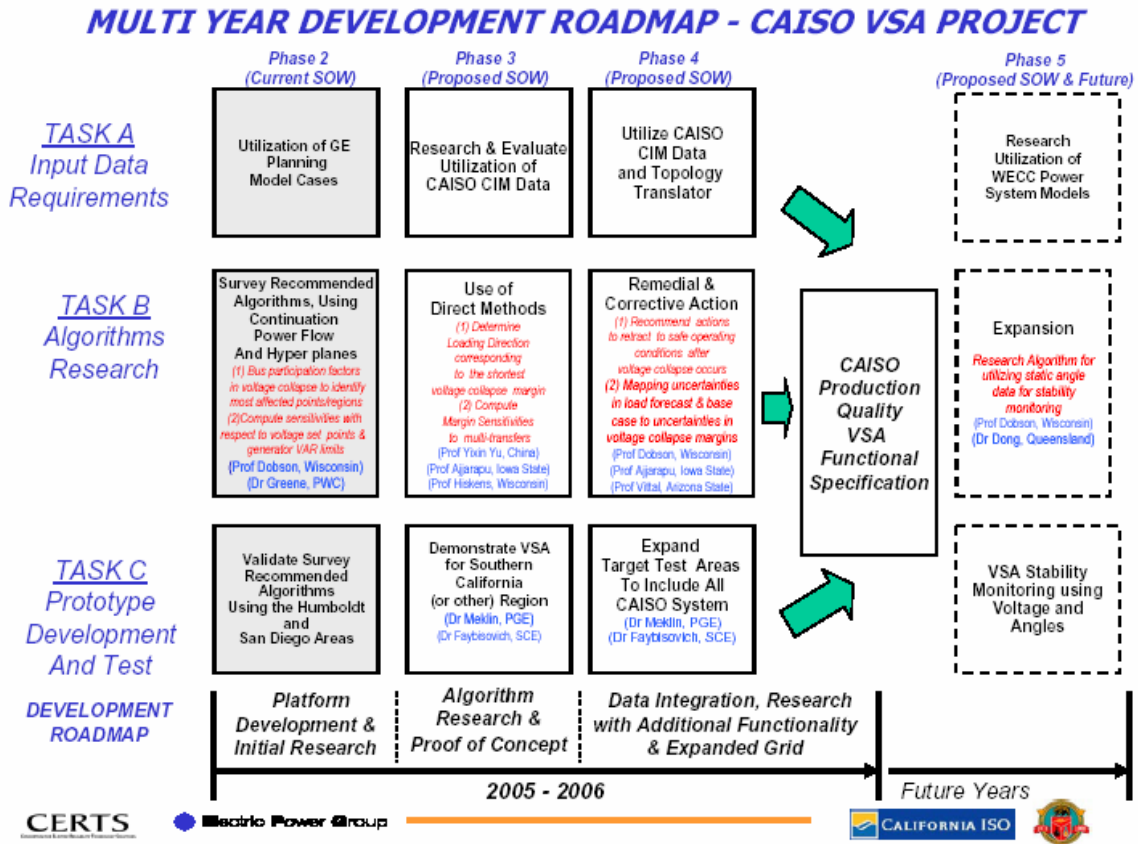 MULTI YEAR DEVELOPMENT ROADMAP - CAISO VSA PROJECT
Phase 2
(Current SOW)
Phase 3
(Proposed SOW)
Phase 4
(Proposed SOW)
Phase 5
(Proposed SOW & Future)
TASK A
Input Data
Requirements
Utilization of GE
Planning
Model Cases
Research & Evaluate
Utilization of
CAISO CIM Data
Utilize CAISO
CIM Data
and Topology
Translator
Research
Utilization of
WECC Power
System Models
TASK B
Algorithms
Research
Survey Recommended
Algorithms, Using
Continuation
Power Flow
And Hyper planes
(1) Bus participation factors
in voltage collapse to identify
most affected points/regions
(2)Compute sensitivities with
respect to voltage set points &
generator VAR limits
(Prof Dobson, Wisconsin)
(Dr Greene, PWC)
Use of
Direct Methods
(1) Determine
Loading Direction
corresponding
to the shortest
voltage collapse margin
(2) Compute
Margin Sensitivities
to multi-transfers
(Prof Yixin Yu, China)
(Prof Ajjarapu, Iowa State)
(Prof Hiskens, Wisconsin)
Remedial &
Corrective Action
(1) Recommend actions
to retract to safe operating
conditions after
voltage collapse occurs
(2) Mapping uncertainties
in load forecast & base
case to uncertainties in
voltage collapse margins
(Prof Dobson, Wisconsin)
(Prof Ajjarapu, Iowa State)
(Prof Vittal, Arizona State)
CAISO
Production
Quality
VSA
Functional
Specification
Expansion
Research Algorithm for
utilizing static angle
data for stability
monitoring
(Prof Dobson, Wisconsin)
(Dr Dong, Queensland)
TASK C
Prototype
Development
And Test
Validate Survey
Recommended
Algorithms
Using the Humboldt
and
San Diego Areas
Demonstrate VSA
for Southern
California
(or other) Region
(Dr Meklin, PGE)
(Dr Faybisovich, SCE)
Expand
Target Test Areas
To Include All
CAISO System
(Dr Meklin, PGE)
(Dr Faybisovich, SCE)
VSA Stability
Monitoring using
Voltage and
Angles
DEVELOPMENT
ROADMAP
Platform
Development &
Initial Research
Algorithm
Research &
Proof of Concept
Data Integration, Research
with Additional Functionality
& Expanded Grid
2005 - 2006
Future Years
CERTS
Electric Power Group
CALIFORNIA ISO